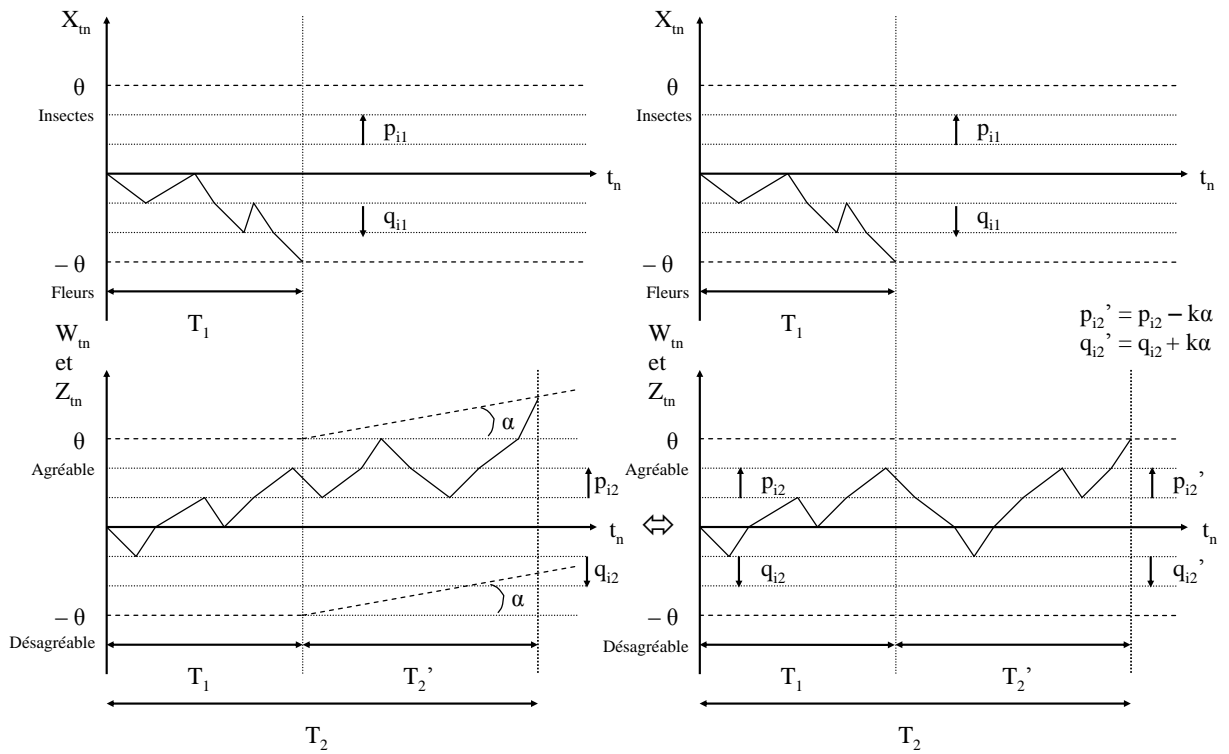 X_tn
θ
Insectes
p_i1
t_n
q_i1
– θ
Fleurs
T_1
X_tn
θ
Insectes
p_i1
t_n
q_i1
– θ
Fleurs
T_1
p_i2' = p_i2 – kα
q_i2' = q_i2 + kα
W_tn
et
Z_tn
θ
Agréable
α
p_i2
t_n
q_i2
α
– θ
Désagréable
T_1
T_2'
T_2
⇔
W_tn
et
Z_tn
θ
Agréable
p_i2
p_i2'
t_n
q_i2
q_i2'
– θ
Désagréable
T_1
T_2'
T_2